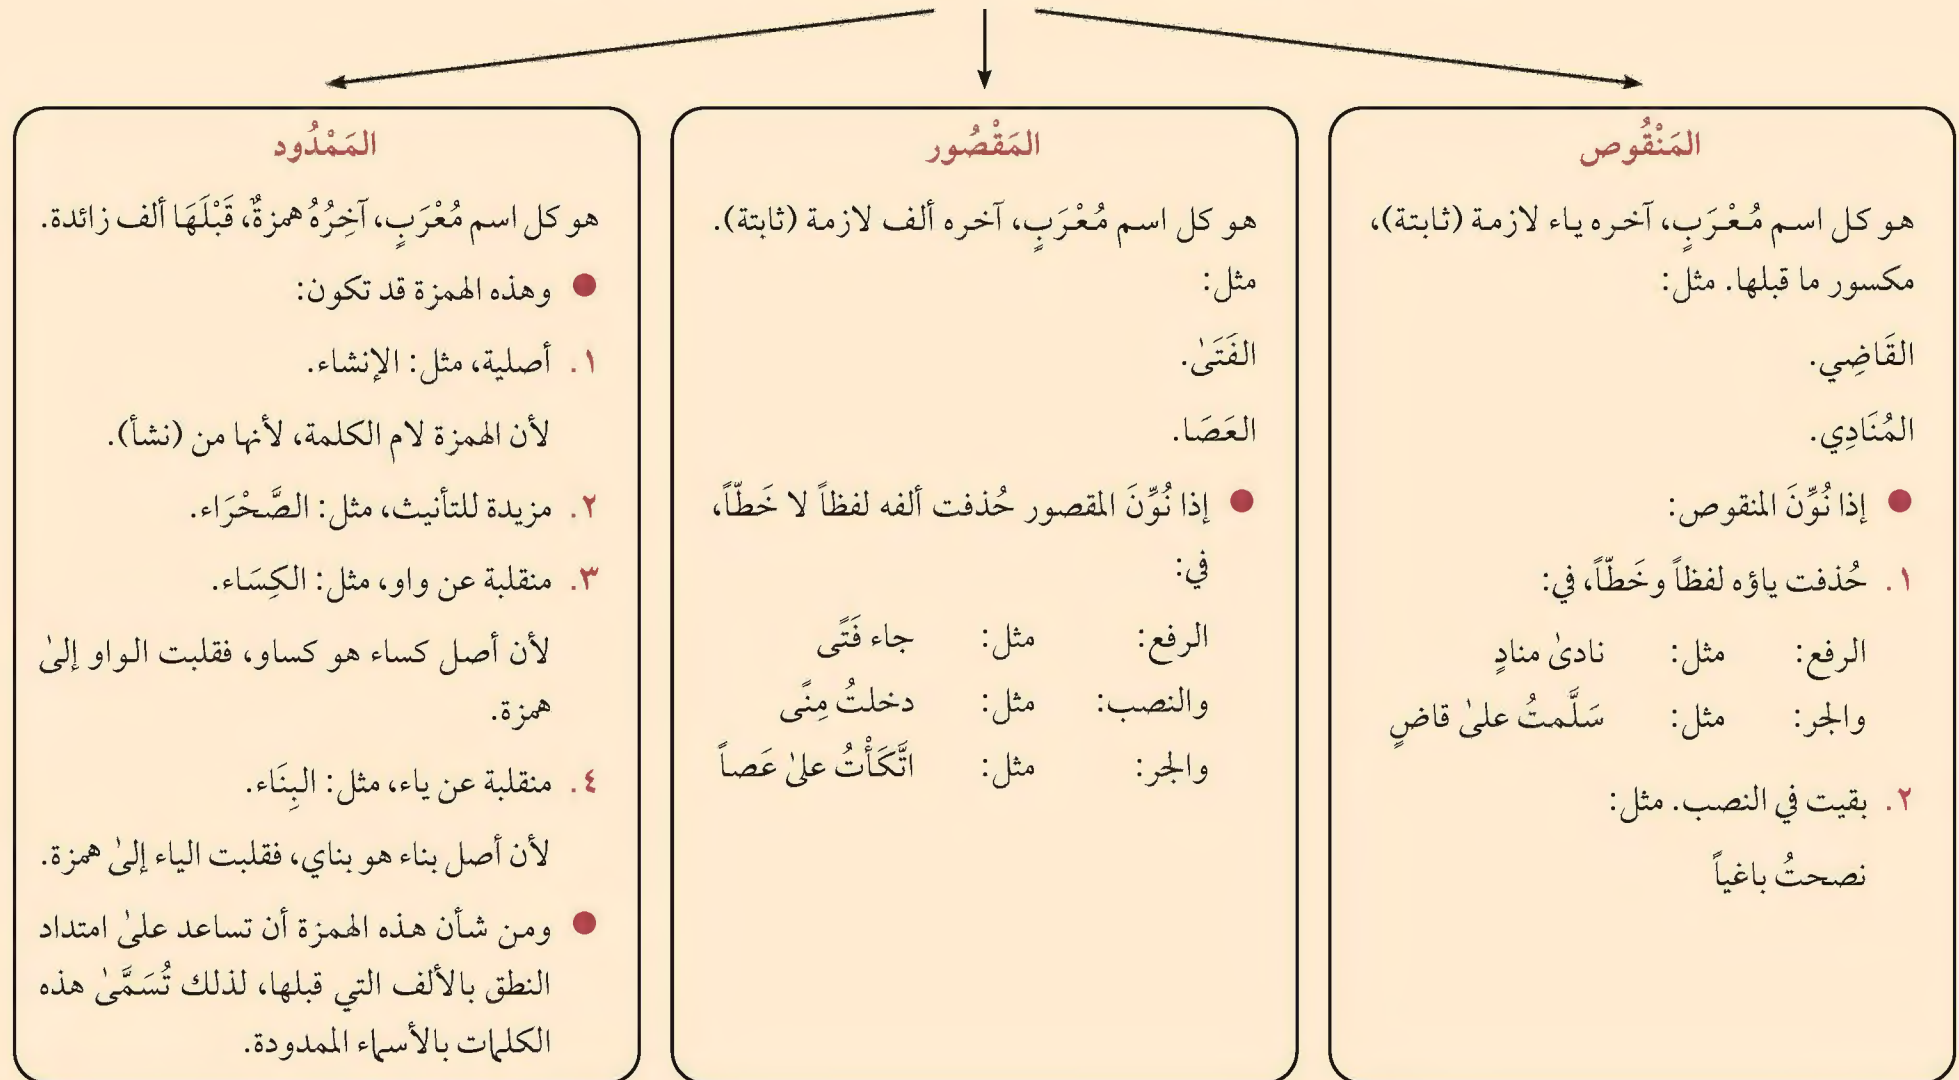 المَنْقُوص
هو كل اسم مُعْرَبٍ، آخره ياء لازمة (ثابتة)،
مكسور ما قبلها. مثل:
القَاضِي.
المُنَادِي.
● إذا نُوِّنَ المنقوص:
١. حُذفت ياؤه لفظاً وخَطّاً، في:
الرفع: مثل: نادىٰ منادٍ
والجر: مثل: سَلَّمتُ علىٰ قاضٍ
٢. بقيت في النصب. مثل:
نصحتُ باغياً
المَقْصُور
هو كل اسم مُعْرَبٍ، آخره ألف لازمة (ثابتة).
مثل:
الفَتَىٰ.
العَصَا.
● إذا نُوِّنَ المقصور حُذفت ألفه لفظاً لا خَطّاً،
في:
الرفع: مثل: جاء فَتًى
والنصب: مثل: دخلتُ مِنًى
والجر: مثل: اتَّكَأْتُ علىٰ عَصاً
المَمْدُود
هو كل اسم مُعْرَبٍ، آخِرُهُ همزةٌ، قَبْلَهَا ألف زائدة.
● وهذه الهمزة قد تكون:
١. أصلية، مثل: الإنشاء.
لأن الهمزة لام الكلمة، لأنها من (نشأ).
٢. مزيدة للتأنيث، مثل: الصَّحْرَاء.
٣. منقلبة عن واو، مثل: الكِسَاء.
لأن أصل كساء هو كساو، فقلبت الواو إلىٰ
همزة.
٤. منقلبة عن ياء، مثل: البِنَاء.
لأن أصل بناء هو بناي، فقلبت الياء إلىٰ همزة.
● ومن شأن هذه الهمزة أن تساعد علىٰ امتداد
النطق بالألف التي قبلها، لذلك تُسَمَّىٰ هذه
الكلمات بالأسماء الممدودة.